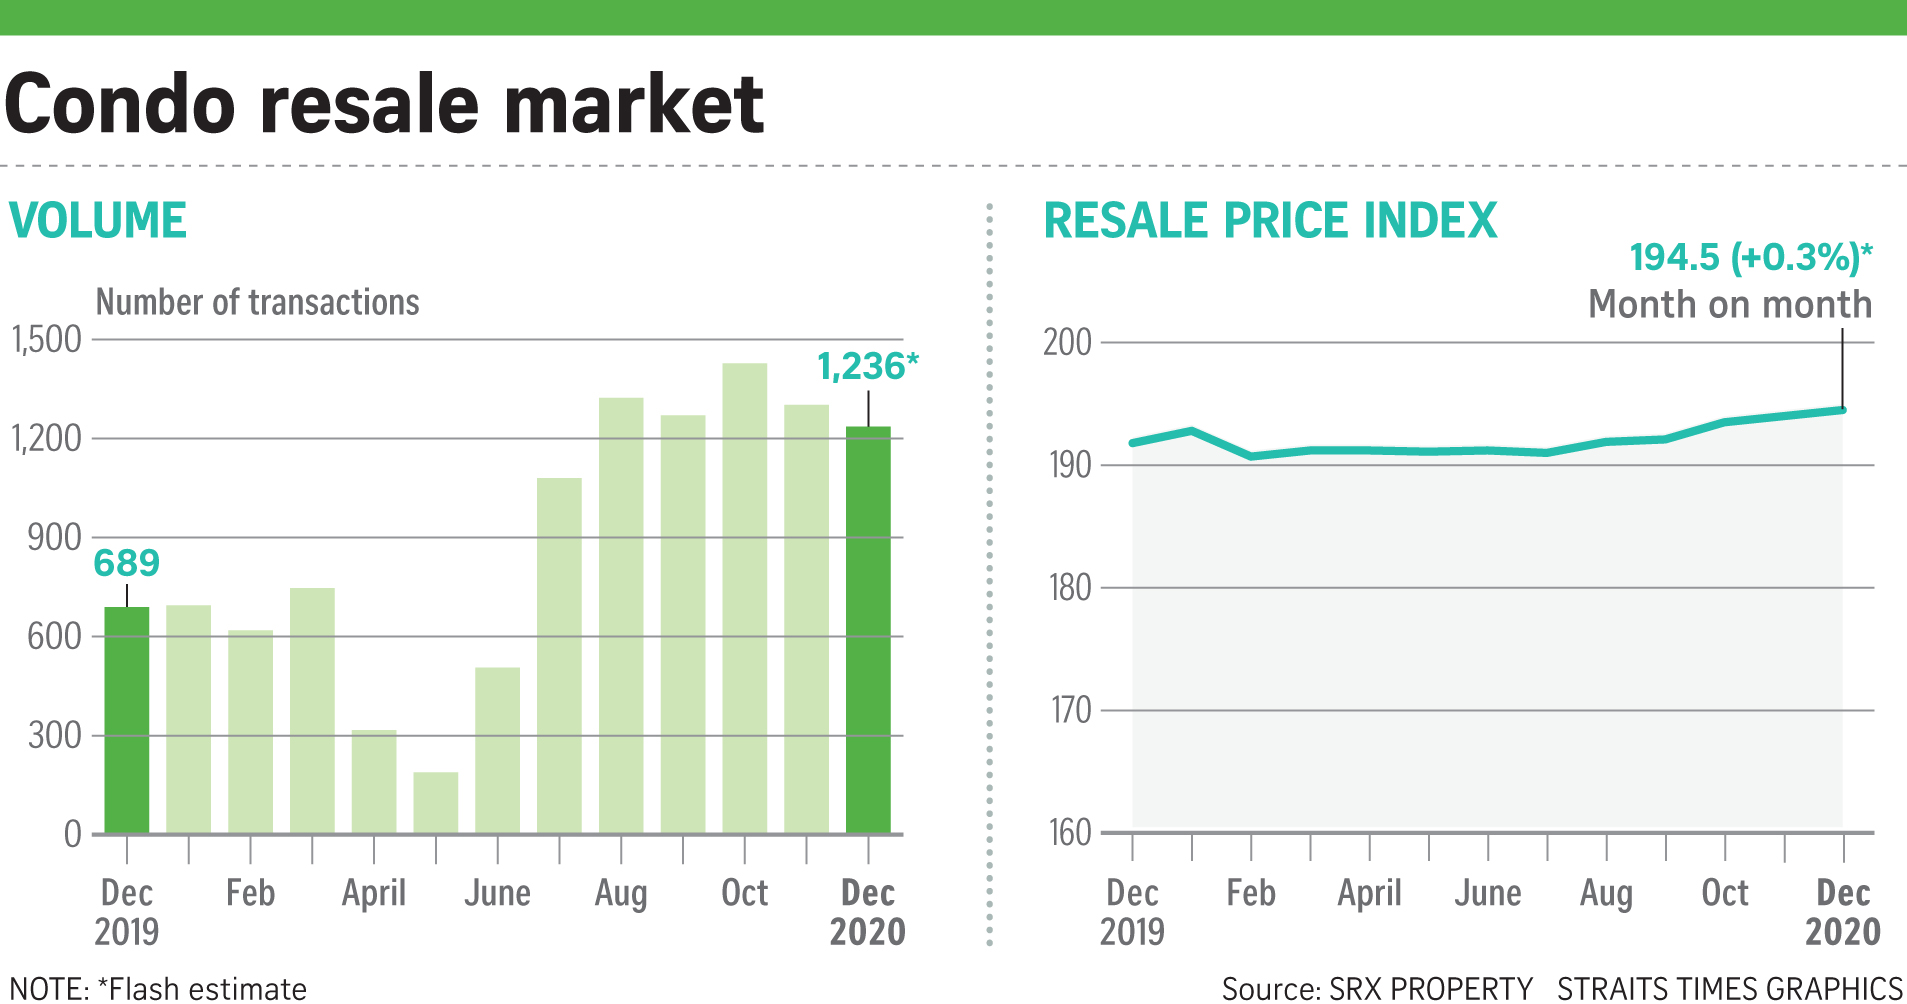 Condo resale market
VOLUME
Number of transactions
1,500
1,200
900
600
300
0
689
1,236*
Dec Feb April June Aug Oct Dec
2019 2020
RESALE PRICE INDEX
194.5 (+0.3%)*
Month on month
200
190
180
170
160
Dec Feb April June Aug Oct Dec
2019 2020
NOTE: *Flash estimate
Source: SRX PROPERTY STRAITS TIMES GRAPHICS